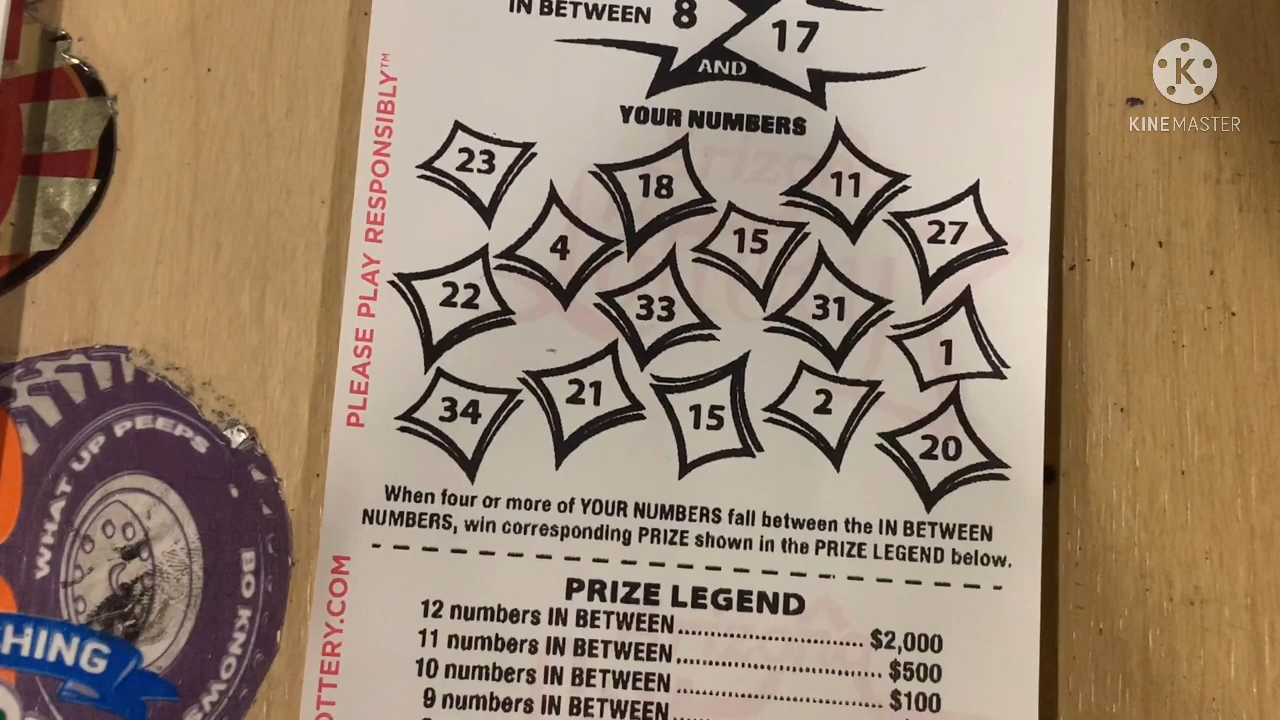 IN BETWEEN 8
17
AND
YOUR NUMBERS
23
18
11
27
4
15
22
33
31
1
34
21
15
2
20
When four or more of YOUR NUMBERS fall between the IN BETWEEN
NUMBERS, win corresponding PRIZE shown in the PRIZE LEGEND below.
PRIZE LEGEND
12 numbers IN BETWEEN ............................ $2,000
11 numbers IN BETWEEN ............................ $500
10 numbers IN BETWEEN ............................ $100
9 numbers IN BETWEEN
PLEASE PLAY RESPONSIBLY™
OTTERY.COM
WHAT UP PEEPS
BO KNOWS
SHING
KINEMASTER
K